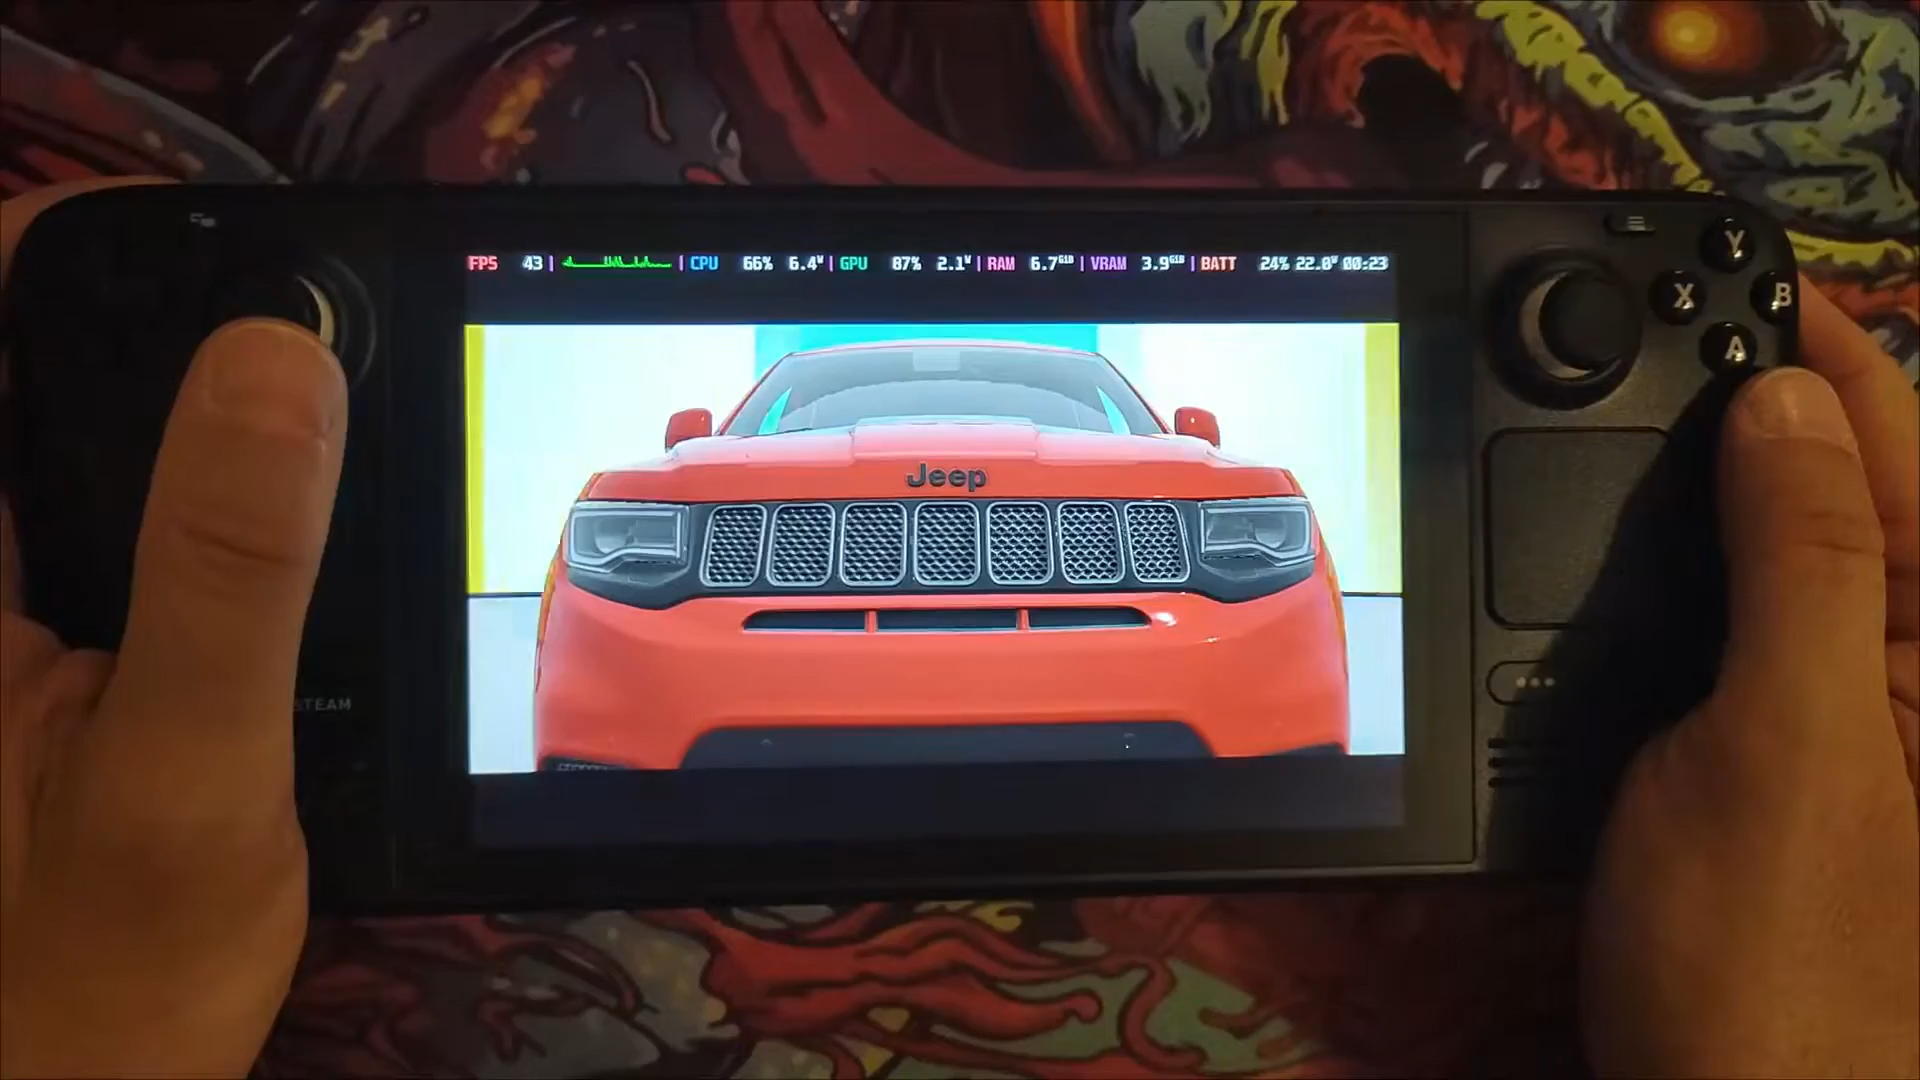 FPS 43 | CPU 66% 6.4W | GPU 87% 2.1W | RAM 6.7GiB | VRAM 3.9GiB | BATT 24% 22.0W 00:23
Y
X B
A
Jeep
STEAM